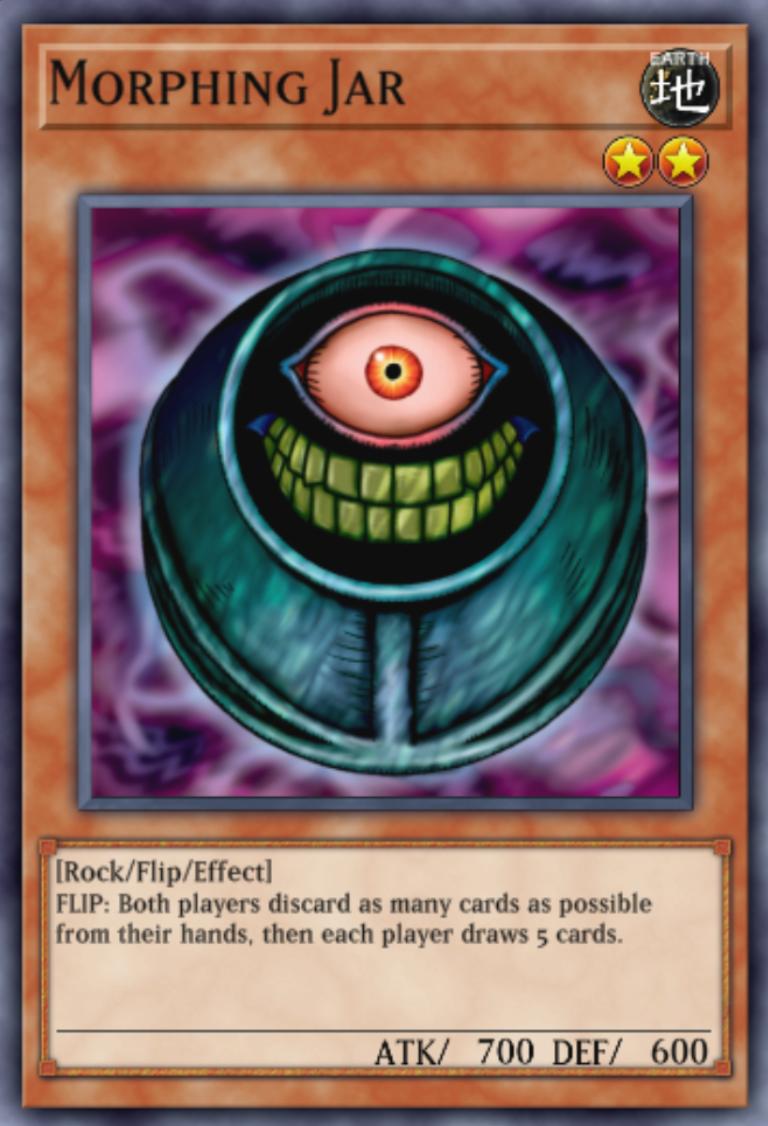 Morphing Jar
EARTH
地
[Rock/Flip/Effect]
FLIP: Both players discard as many cards as possible
from their hands, then each player draws 5 cards.
ATK/ 700 DEF/ 600